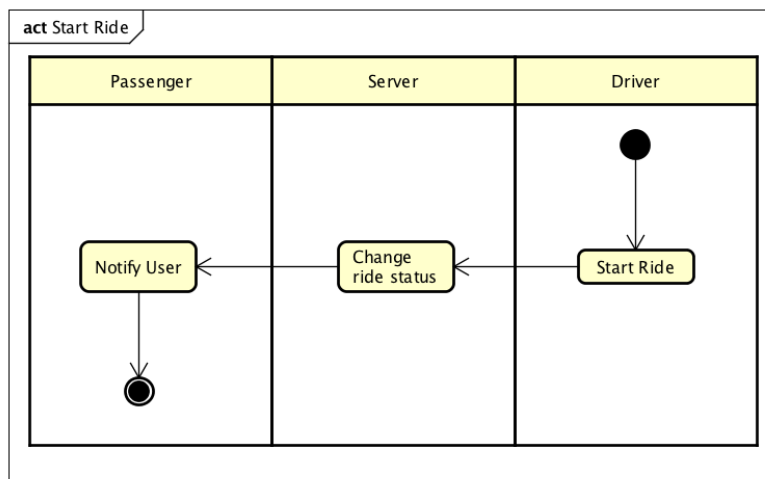 act Start Ride
Passenger Server Driver
Notify User
Change
ride status
Start Ride